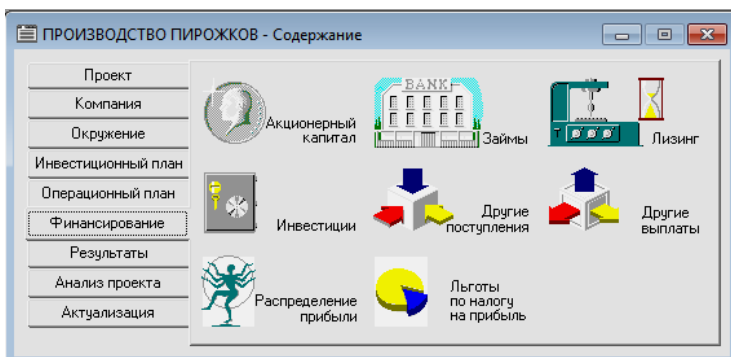 ПРОИЗВОДСТВО ПИРОЖКОВ - Содержание
Проект
Компания
Окружение
Инвестиционный план
Операционный план
Финансирование
Результаты
Анализ проекта
Актуализация
Акционерный
капитал
BANK
Займы
Лизинг
Инвестиции
Другие
поступления
Другие
выплаты
Распределение
прибыли
Льготы
по налогу
на прибыль